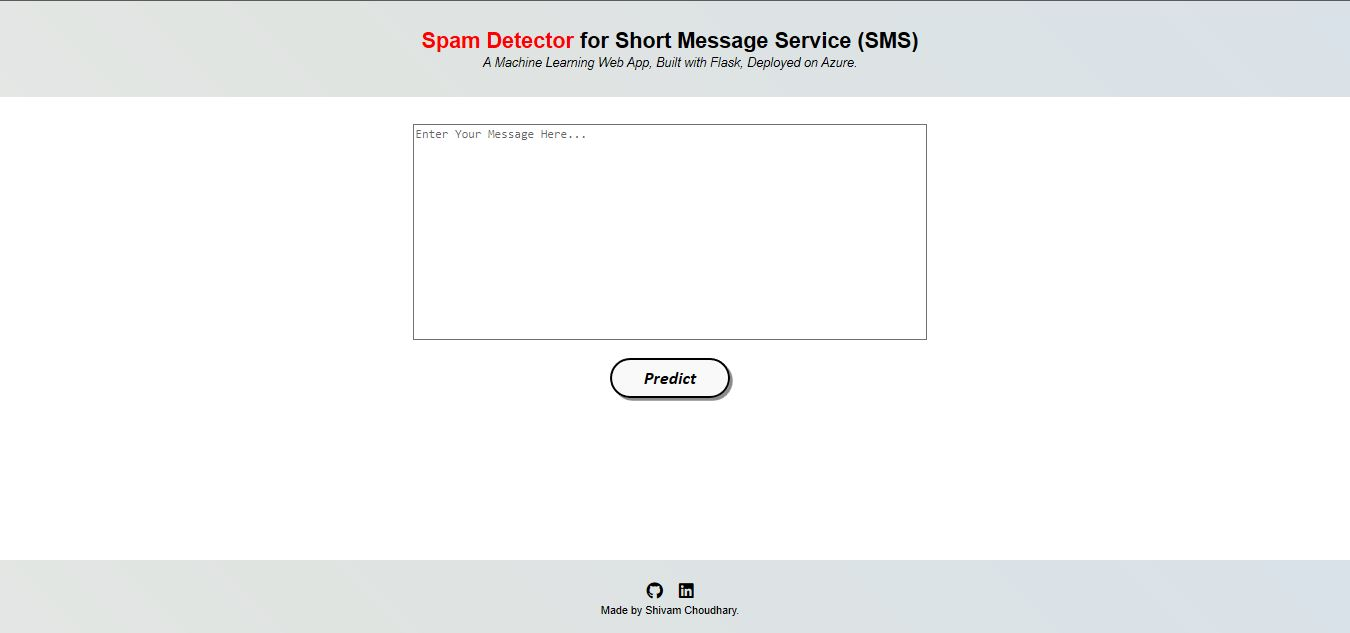 Spam Detector for Short Message Service (SMS)
A Machine Learning Web App, Built with Flask, Deployed on Azure.
Enter Your Message Here...
Predict
in
Made by Shivam Choudhary.